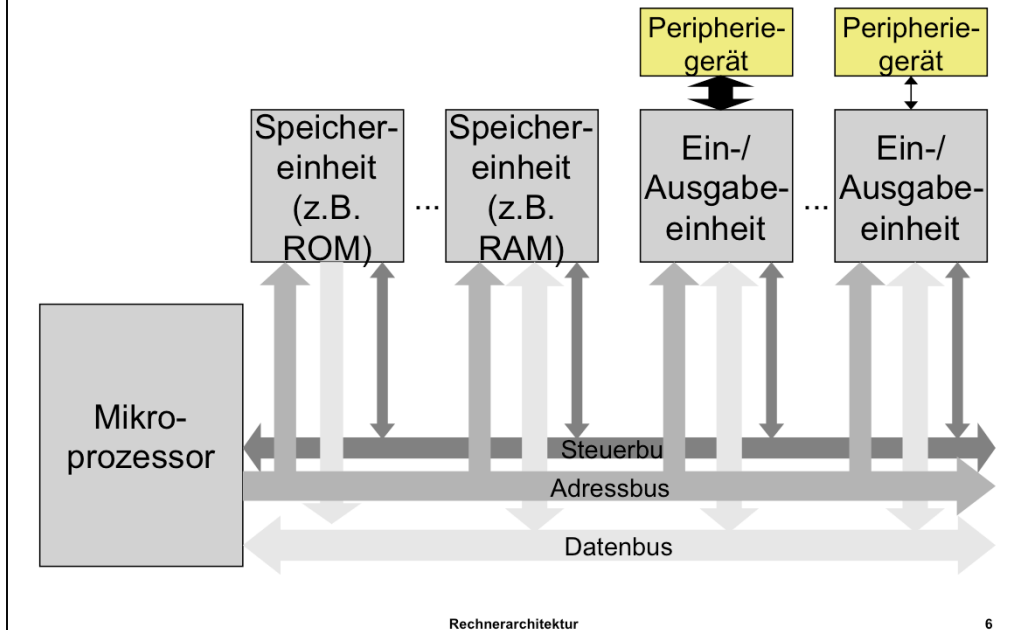 Peripherie-
gerät
Peripherie-
gerät
Speicher-
einheit
(z.B.
ROM)
...
Speicher-
einheit
(z.B.
RAM)
Ein-/
Ausgabe-
einheit
...
Ein-/
Ausgabe-
einheit
Mikro-
prozessor
Steuerbu
Adressbus
Datenbus
Rechnerarchitektur
6